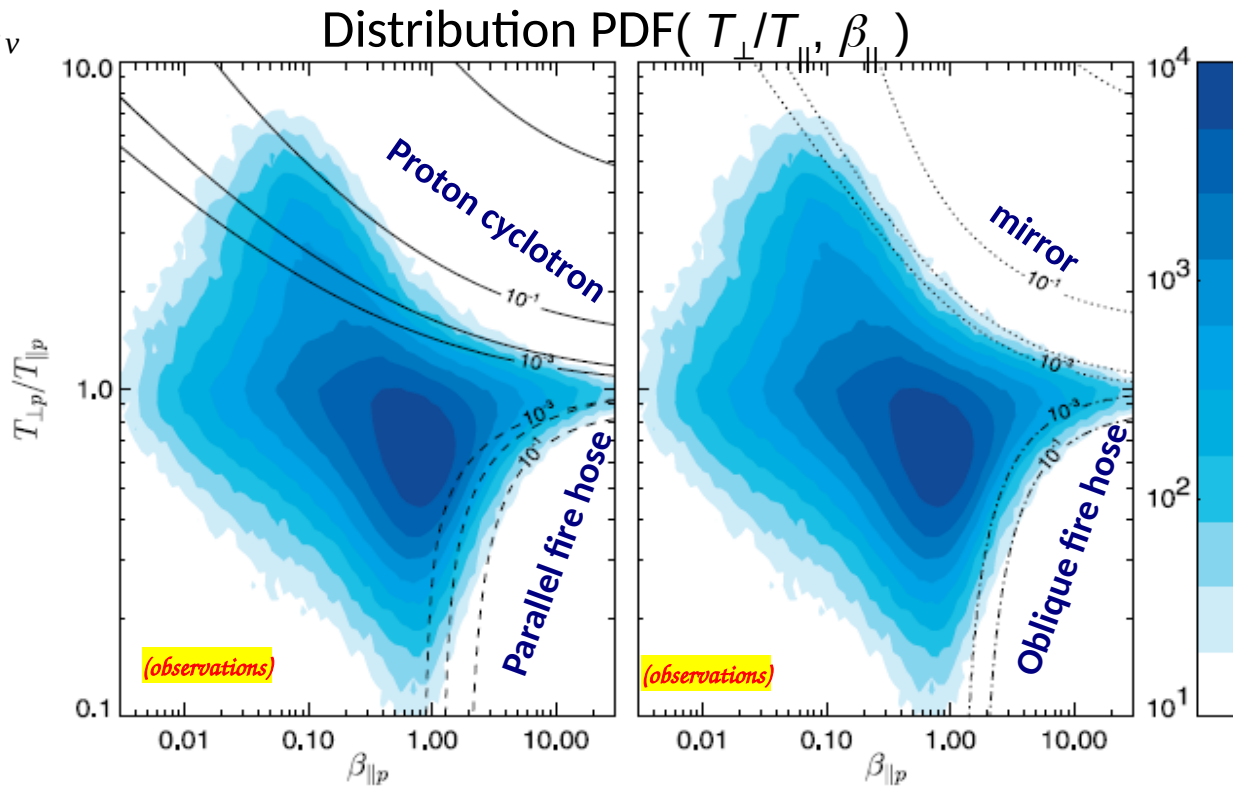 Distribution PDF( T⊥/T||, β|| )
v
10.0
1.0
0.1
T⊥p/T∥p
Proton cyclotron
10⁻¹
10⁻³
10⁻³
10⁻¹
Parallel fire hose
(observations)
0.01 0.10 1.00 10.00
β∥p
mirror
10⁻¹
10⁻³
10⁻¹
Oblique fire hose
(observations)
0.01 0.10 1.00 10.00
β∥p
10⁴
10³
10²
10¹